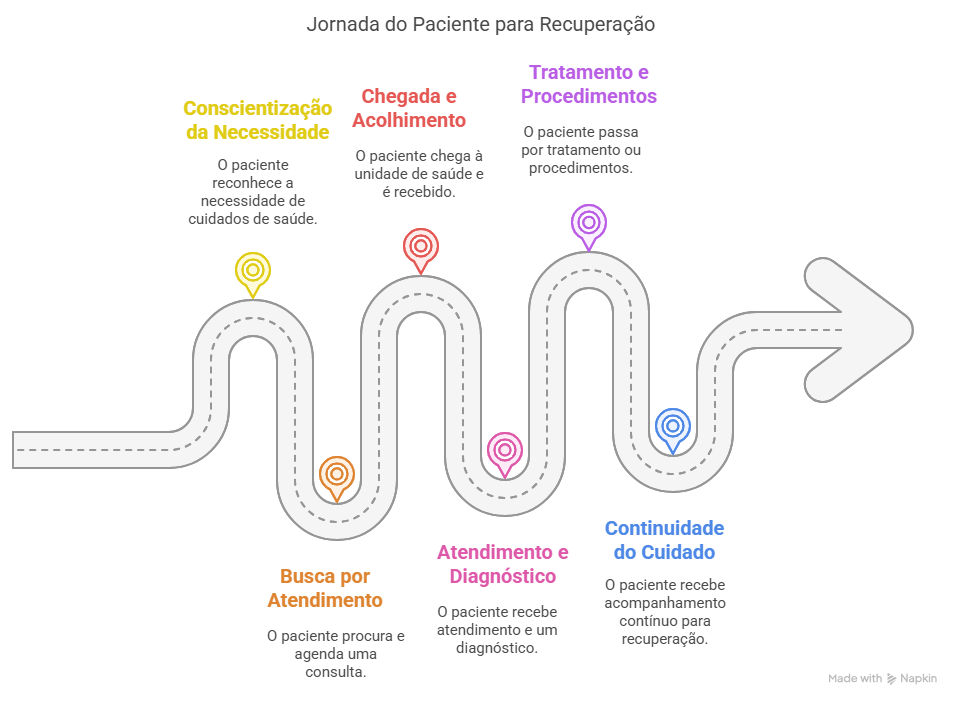 Jornada do Paciente para Recuperação
Conscientização
da Necessidade
O paciente
reconhece a
necessidade de
cuidados de saúde.
Busca por
Atendimento
O paciente procura e
agenda uma
consulta.
Chegada e
Acolhimento
O paciente chega à
unidade de saúde e
é recebido.
Atendimento e
Diagnóstico
O paciente recebe
atendimento e um
diagnóstico.
Tratamento e
Procedimentos
O paciente passa
por tratamento ou
procedimentos.
Continuidade
do Cuidado
O paciente recebe
acompanhamento
contínuo para
recuperação.
Made with Napkin